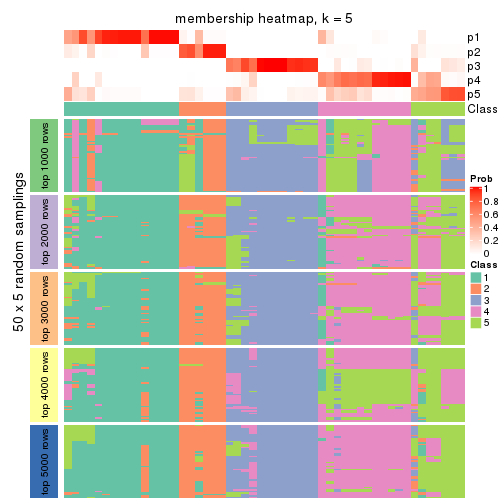 membership heatmap, k = 5
p1
p2
p3
p4
p5
Class
50 x 5 random samplings
top 1000 rows
top 2000 rows
top 3000 rows
top 4000 rows
top 5000 rows
Prob
1
0.8
0.6
0.4
0.2
0
Class
1
2
3
4
5